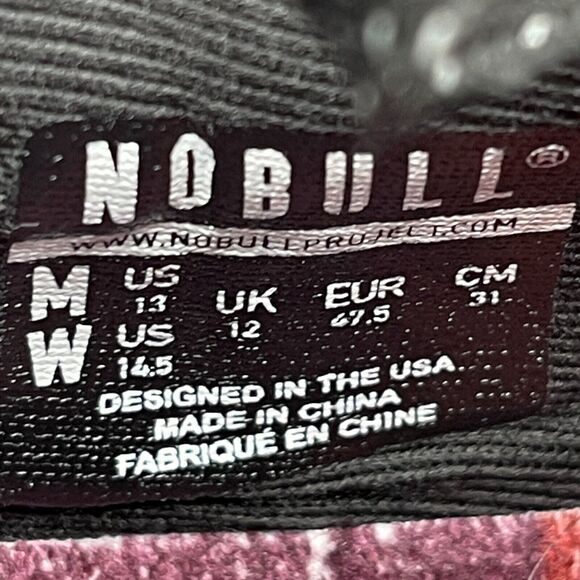 NOBULL®
WWW.NOBULLPROJECT.COM
M US 13 UK 12 EUR 47.5 CM 31
W US 14.5
DESIGNED IN THE USA
MADE IN CHINA
FABRIQUÉ EN CHINE